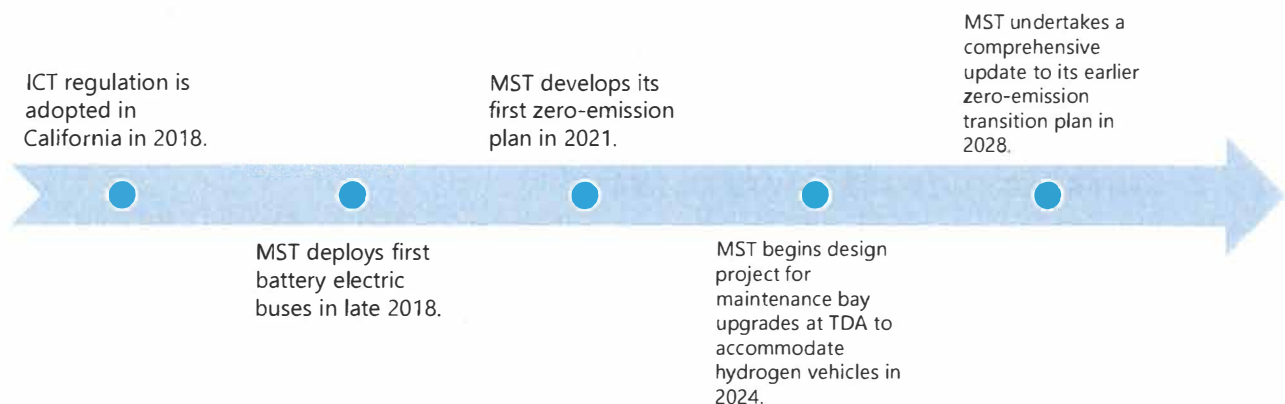 ICT regulation is
adopted in
California in 2018.
MST deploys first
battery electric
buses in late 2018.
MST develops its
first zero-emission
plan in 2021.
MST begins design
project for
maintenance bay
upgrades at TDA to
accommodate
hydrogen vehicles in
2024.
MST undertakes a
comprehensive
update to its earlier
zero-emission
transition plan in
2028.